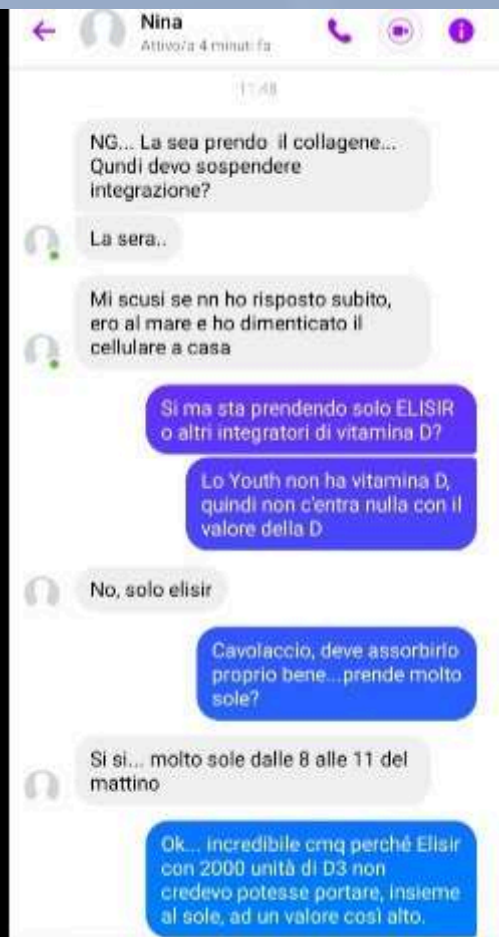 Nina
Attivo/a 4 minuti fa
11:48
NG... La sea prendo il collagene...
Qundi devo sospendere
integrazione?
La sera..
Mi scusi se nn ho risposto subito,
ero al mare e ho dimenticato il
cellulare a casa
Si ma sta prendendo solo ELISIR
o altri integratori di vitamina D?
Lo Youth non ha vitamina D,
quindi non c'entra nulla con il
valore della D
No, solo elisir
Cavolaccio, deve assorbirlo
proprio bene...prende molto
sole?
Si si... molto sole dalle 8 alle 11 del
mattino
Ok... incredibile cmq perché Elisir
con 2000 unità di D3 non
credevo potesse portare, insieme
al sole, ad un valore così alto.